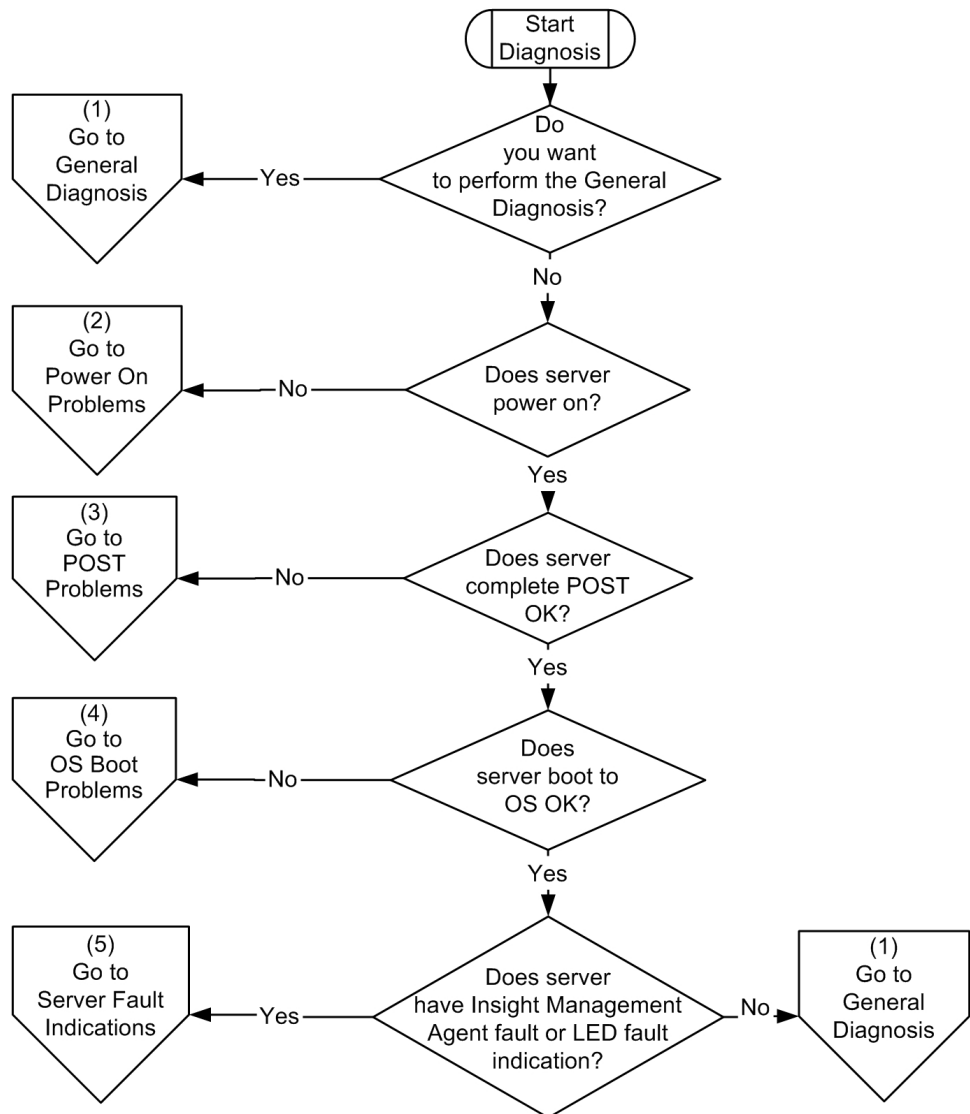 Start
Diagnosis
(1)
Go to
General
Diagnosis
Yes
Do
you want
to perform the General
Diagnosis?
No
(2)
Go to
Power On
Problems
No
Does server
power on?
Yes
(3)
Go to
POST
Problems
No
Does server
complete POST
OK?
Yes
(4)
Go to
OS Boot
Problems
No
Does
server boot to
OS OK?
Yes
(5)
Go to
Server Fault
Indications
Yes
Does server
have Insight Management
Agent fault or LED fault
indication?
No
(1)
Go to
General
Diagnosis